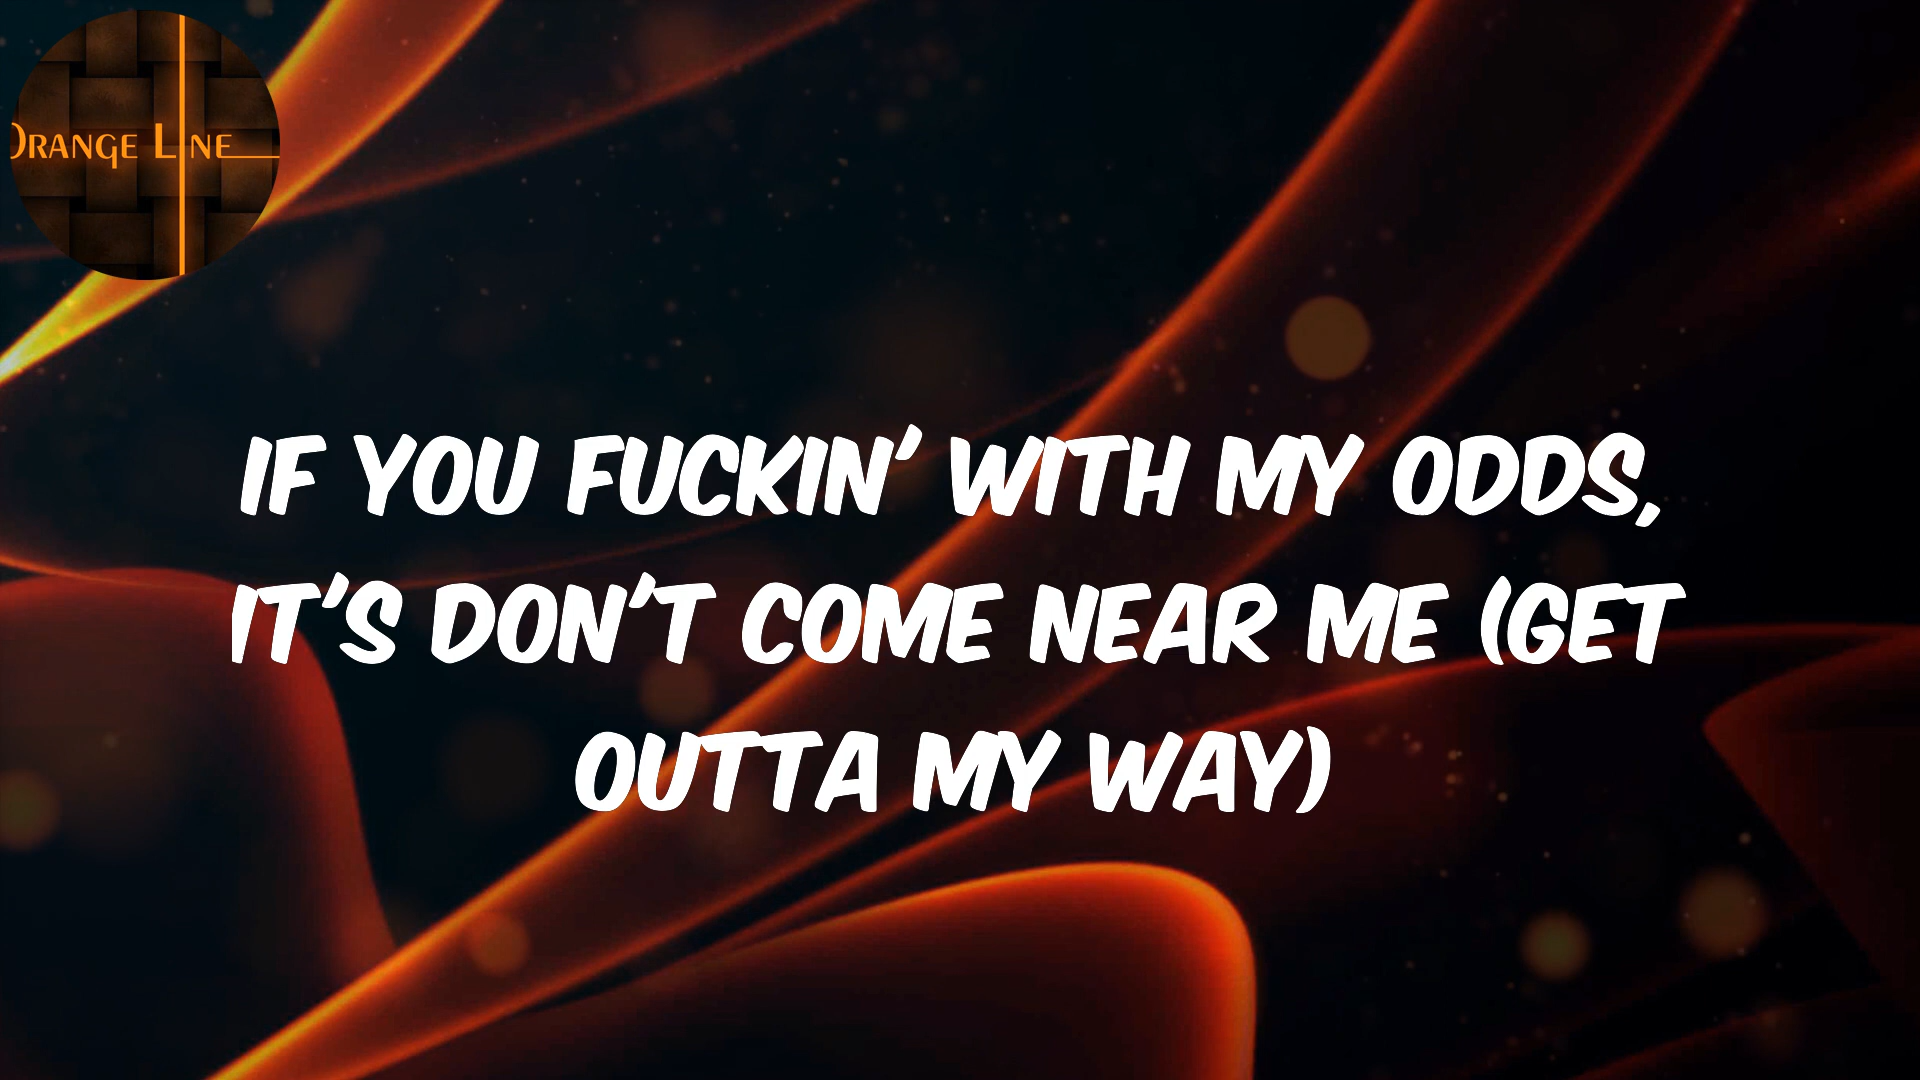 ORANGE LINE
IF YOU FUCKIN' WITH MY ODDS,
IT'S DON'T COME NEAR ME (GET
OUTTA MY WAY)